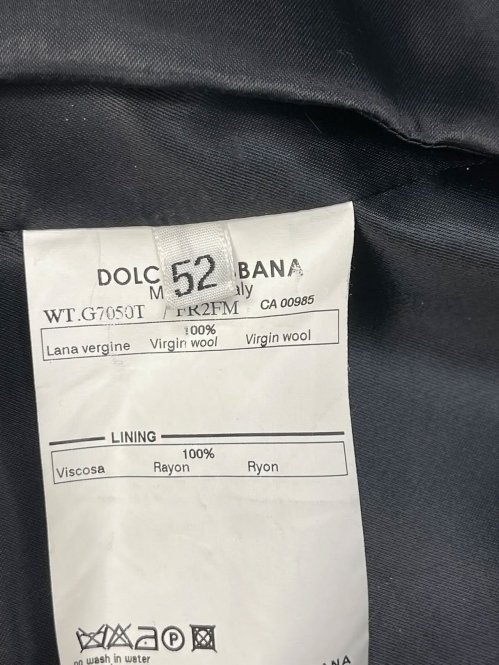 DOLC 52 BANA
M aly
WT.G7050T / FR2FM CA 00985
100%
Lana vergine Virgin wool Virgin wool
LINING
100%
Viscosa Rayon Ryon
P
no wash in water
ANA